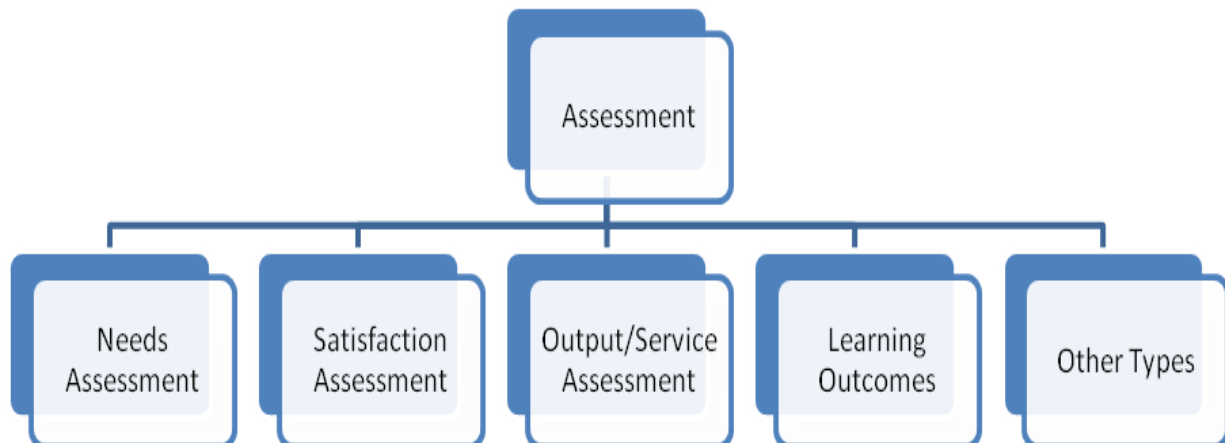 Assessment
Needs
Assessment
Satisfaction
Assessment
Output/Service
Assessment
Learning
Outcomes
Other Types